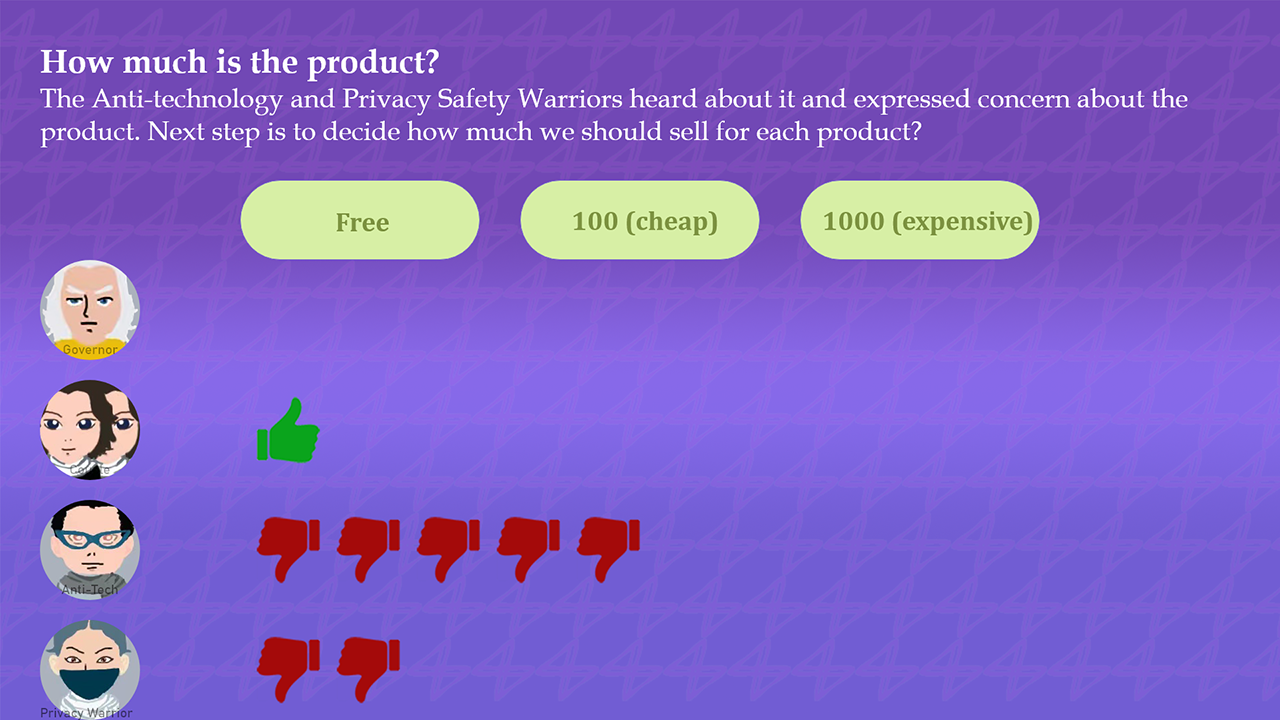 How much is the product?
The Anti-technology and Privacy Safety Warriors heard about it and expressed concern about the
product. Next step is to decide how much we should sell for each product?
Free
100 (cheap)
1000 (expensive)
Governor
Anti-Tech
Privacy Warrior